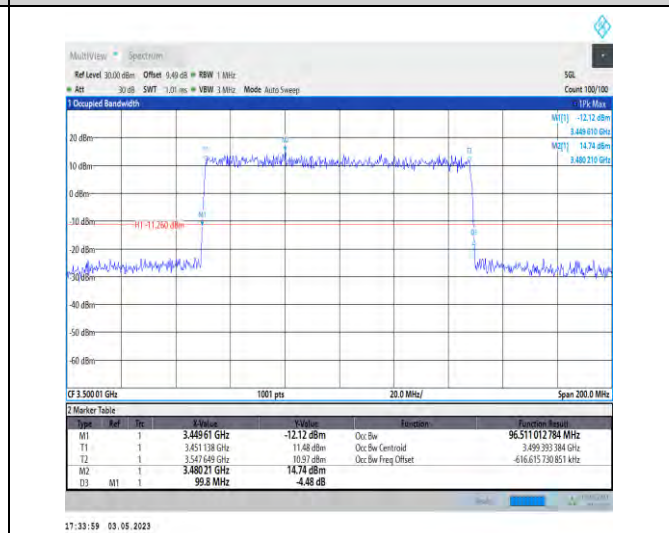 MultiView Spectrum
Ref Level 30.00 dBm Offset 9.49 dB RBW 1 MHz SGL
Att 30 dB SWT 1.01 ms VBW 3 MHz Mode Auto Sweep Count 100/100
1 Occupied Bandwidth 1Pk Max
M1[1] -12.12 dBm
3.449 610 GHz
M2[1] 14.74 dBm
3.480 210 GHz
20 dBm
10 dBm
0 dBm
-10 dBm
H1 -11.260 dBm
-20 dBm
-30 dBm
-40 dBm
-50 dBm
-60 dBm
M1
T2
D3
CF 3.500 01 GHz 1001 pts 20.0 MHz/ Span 200.0 MHz
2 Marker Table
Type Ref Trc X-Value Y-Value Function Function Result
M1 1 3.449 61 GHz -12.12 dBm Occ Bw 96.511 012 784 MHz
T1 1 3.451 138 GHz 11.48 dBm Occ Bw Centroid 3.499 393 384 GHz
T2 1 3.547 649 GHz 10.97 dBm Occ Bw Freq Offset -616.615 730 851 kHz
M2 1 3.480 21 GHz 14.74 dBm
D3 M1 1 99.8 MHz -4.48 dB
17:33:59 03.05.2023